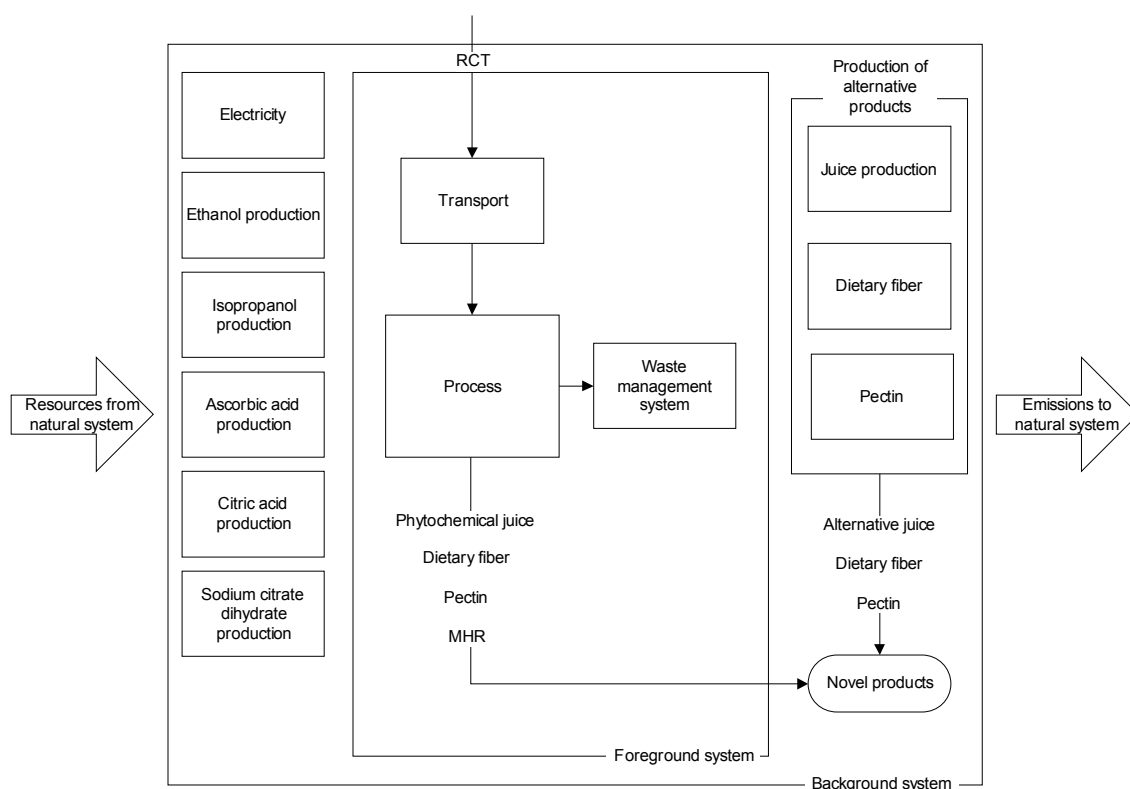 RCT
Production of
alternative
products
Electricity
Ethanol production
Isopropanol
production
Ascorbic acid
production
Citric acid
production
Sodium citrate
dihydrate
production
Resources from
natural system
Transport
Process
Waste
management
system
Phytochemical juice
Dietary fiber
Pectin
MHR
Foreground system
Juice production
Dietary fiber
Pectin
Alternative juice
Dietary fiber
Pectin
Novel products
Emissions to
natural system
Background system